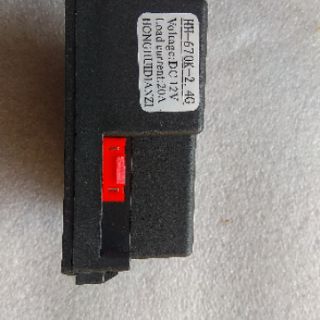 HH-670K-2.4G
Voltage:DC 12V
Load current:20A
HONGHUIDIANZI